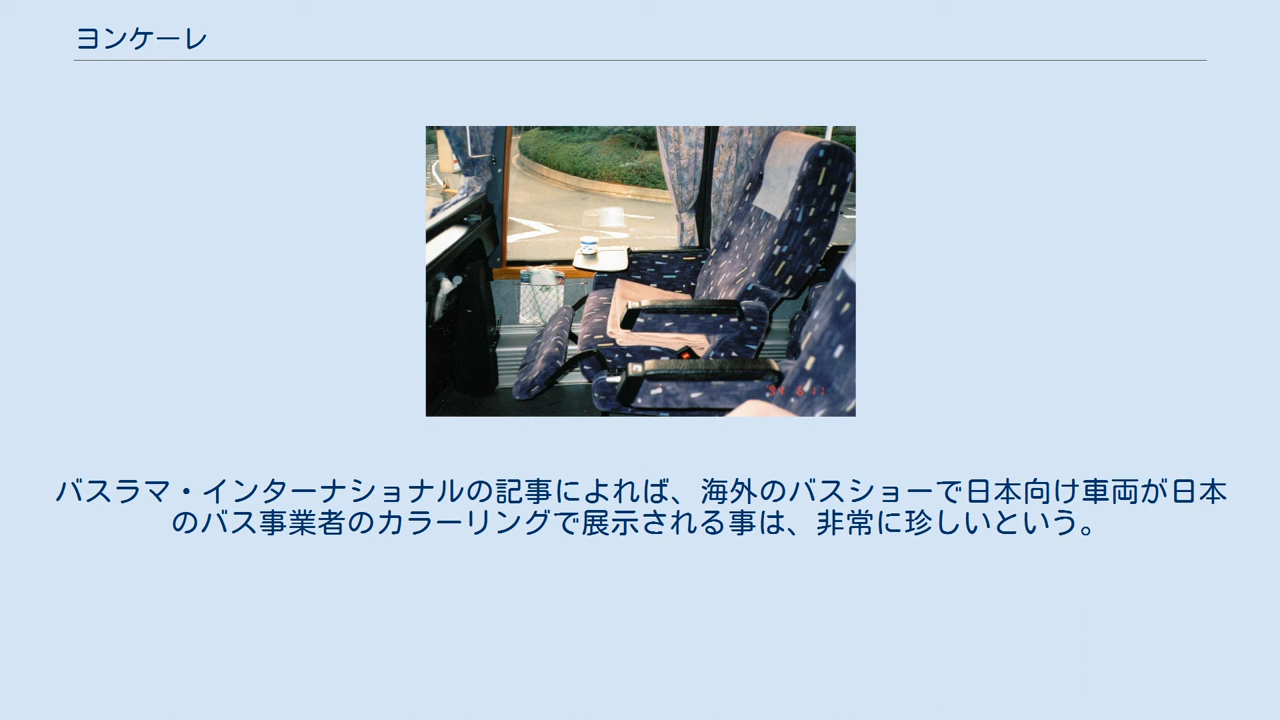 ヨンケーレ
バスラマ・インターナショナルの記事によれば、海外のバスショーで日本向け車両が日本
のバス事業者のカラーリングで展示される事は、非常に珍しいという。